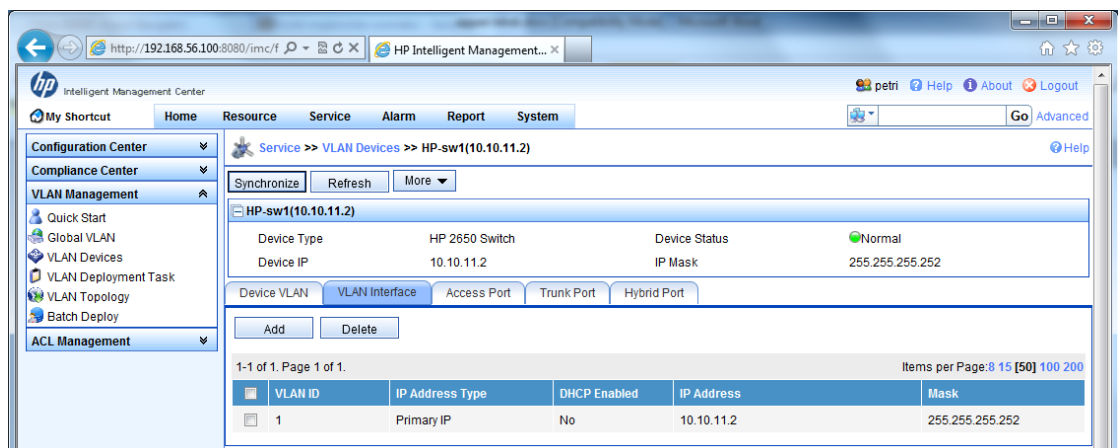 http://192.168.56.100:8080/imc/f
HP Intelligent Management...
hp Intelligent Management Center
petri Help About Logout
My Shortcut Home Resource Service Alarm Report System Go Advanced
Configuration Center
Compliance Center
VLAN Management
Quick Start
Global VLAN
VLAN Devices
VLAN Deployment Task
VLAN Topology
Batch Deploy
ACL Management
Service >> VLAN Devices >> HP-sw1(10.10.11.2) Help
Synchronize Refresh More
HP-sw1(10.10.11.2)
Device Type HP 2650 Switch Device Status Normal
Device IP 10.10.11.2 IP Mask 255.255.255.252
Device VLAN VLAN Interface Access Port Trunk Port Hybrid Port
Add Delete
1-1 of 1. Page 1 of 1. Items per Page:8 15 [50] 100 200
VLAN ID IP Address Type DHCP Enabled IP Address Mask
1 Primary IP No 10.10.11.2 255.255.255.252